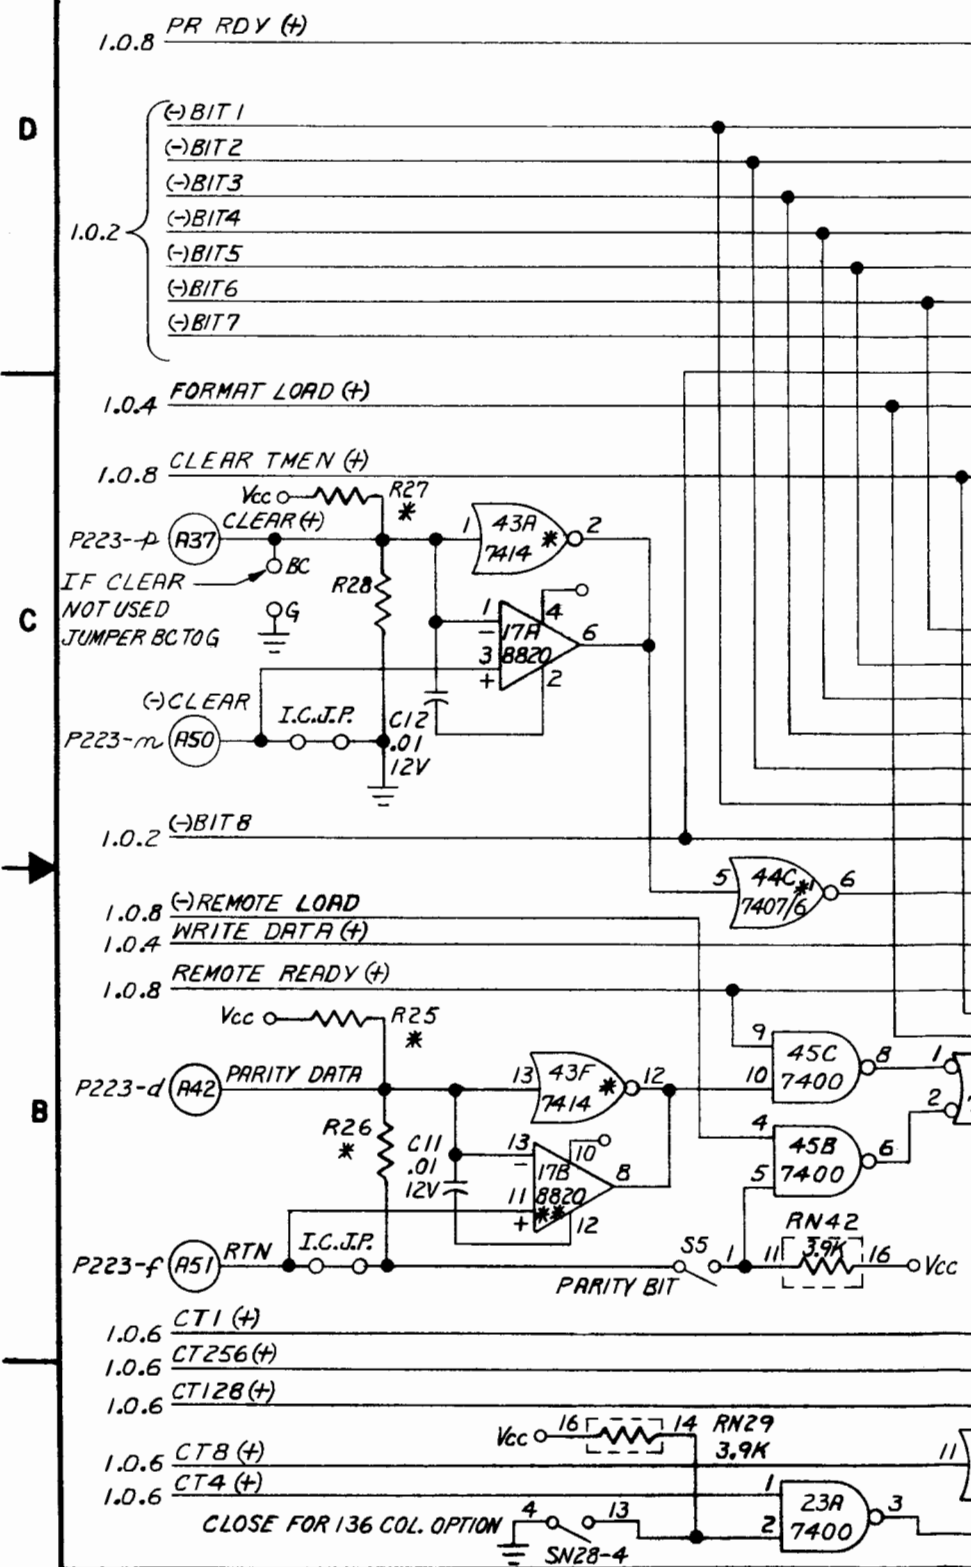 PR RDY (+)
1.0.8
D
(-)BIT 1
(-)BIT2
(-)BIT3
1.0.2
(-)BIT4
(-)BIT5
(-)BIT6
(-)BIT7
FORMAT LOAD (+)
1.0.4
CLEAR TMEN (+)
1.0.8
Vcc
R27
*
CLEAR(+)
P223-p
A37
1
43A
*
7414
2
BC
IF CLEAR
NOT USED
JUMPER BC TO G
G
R28
C
1
-
17A
4
6
3
+
8820
2
(-)CLEAR
I.C.J.P.
P223-n
A50
C12
.01
12V
(-)BIT8
1.0.2
5
44C
*1
7407/6
6
(-)REMOTE LOAD
1.0.8
WRITE DATA (+)
1.0.4
REMOTE READY (+)
1.0.8
Vcc
R25
*
9
45C
8
1
10
7400
PARITY DATA
P223-d
A42
13
43F
*
7414
12
B
2
R26
*
C11
.01
12V
13
-
17B
10
8
11
+
8820
**
12
4
45B
6
5
7400
RN42
3.9K
RTN
I.C.J.P.
P223-f
A51
S5
1
11
16
Vcc
PARITY BIT
CT1 (+)
1.0.6
CT256(+)
1.0.6
CT128(+)
1.0.6
Vcc
16
14
RN29
3.9K
CT8 (+)
1.0.6
11
CT4 (+)
1.0.6
1
23A
3
2
7400
CLOSE FOR 136 COL. OPTION
4
13
SN28-4